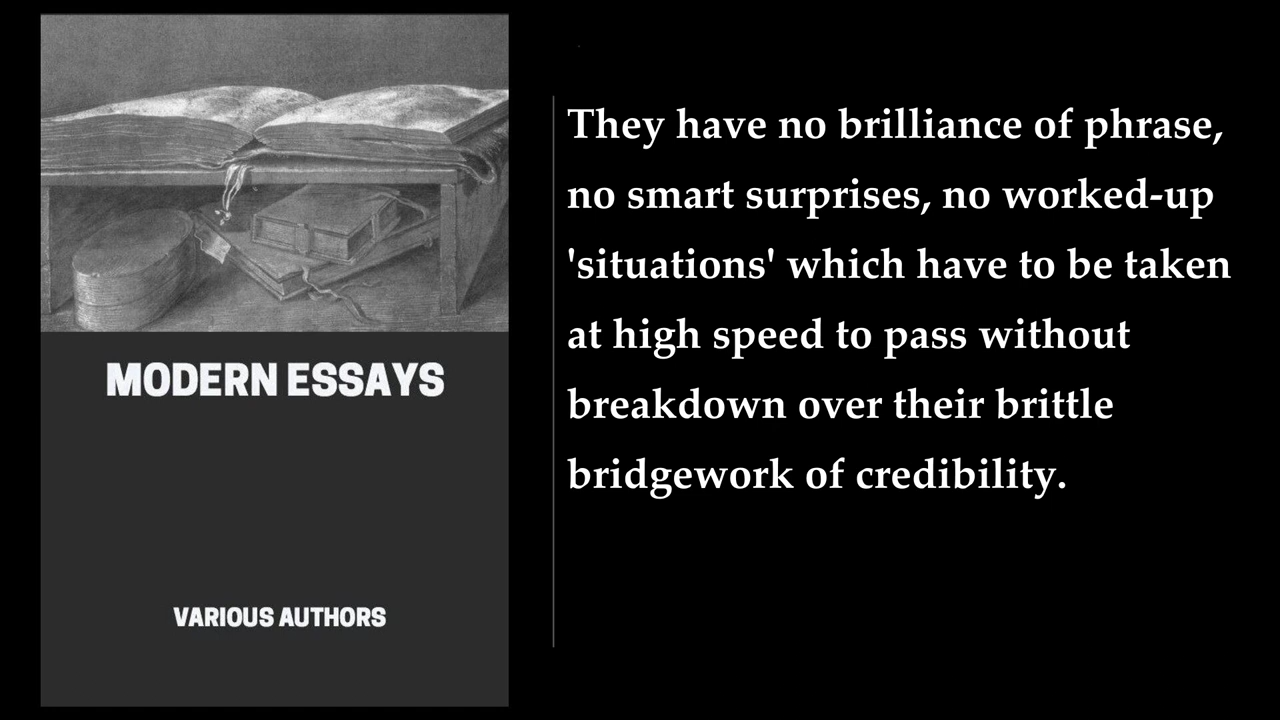 MODERN ESSAYS
VARIOUS AUTHORS
They have no brilliance of phrase,
no smart surprises, no worked-up
'situations' which have to be taken
at high speed to pass without
breakdown over their brittle
bridgework of credibility.